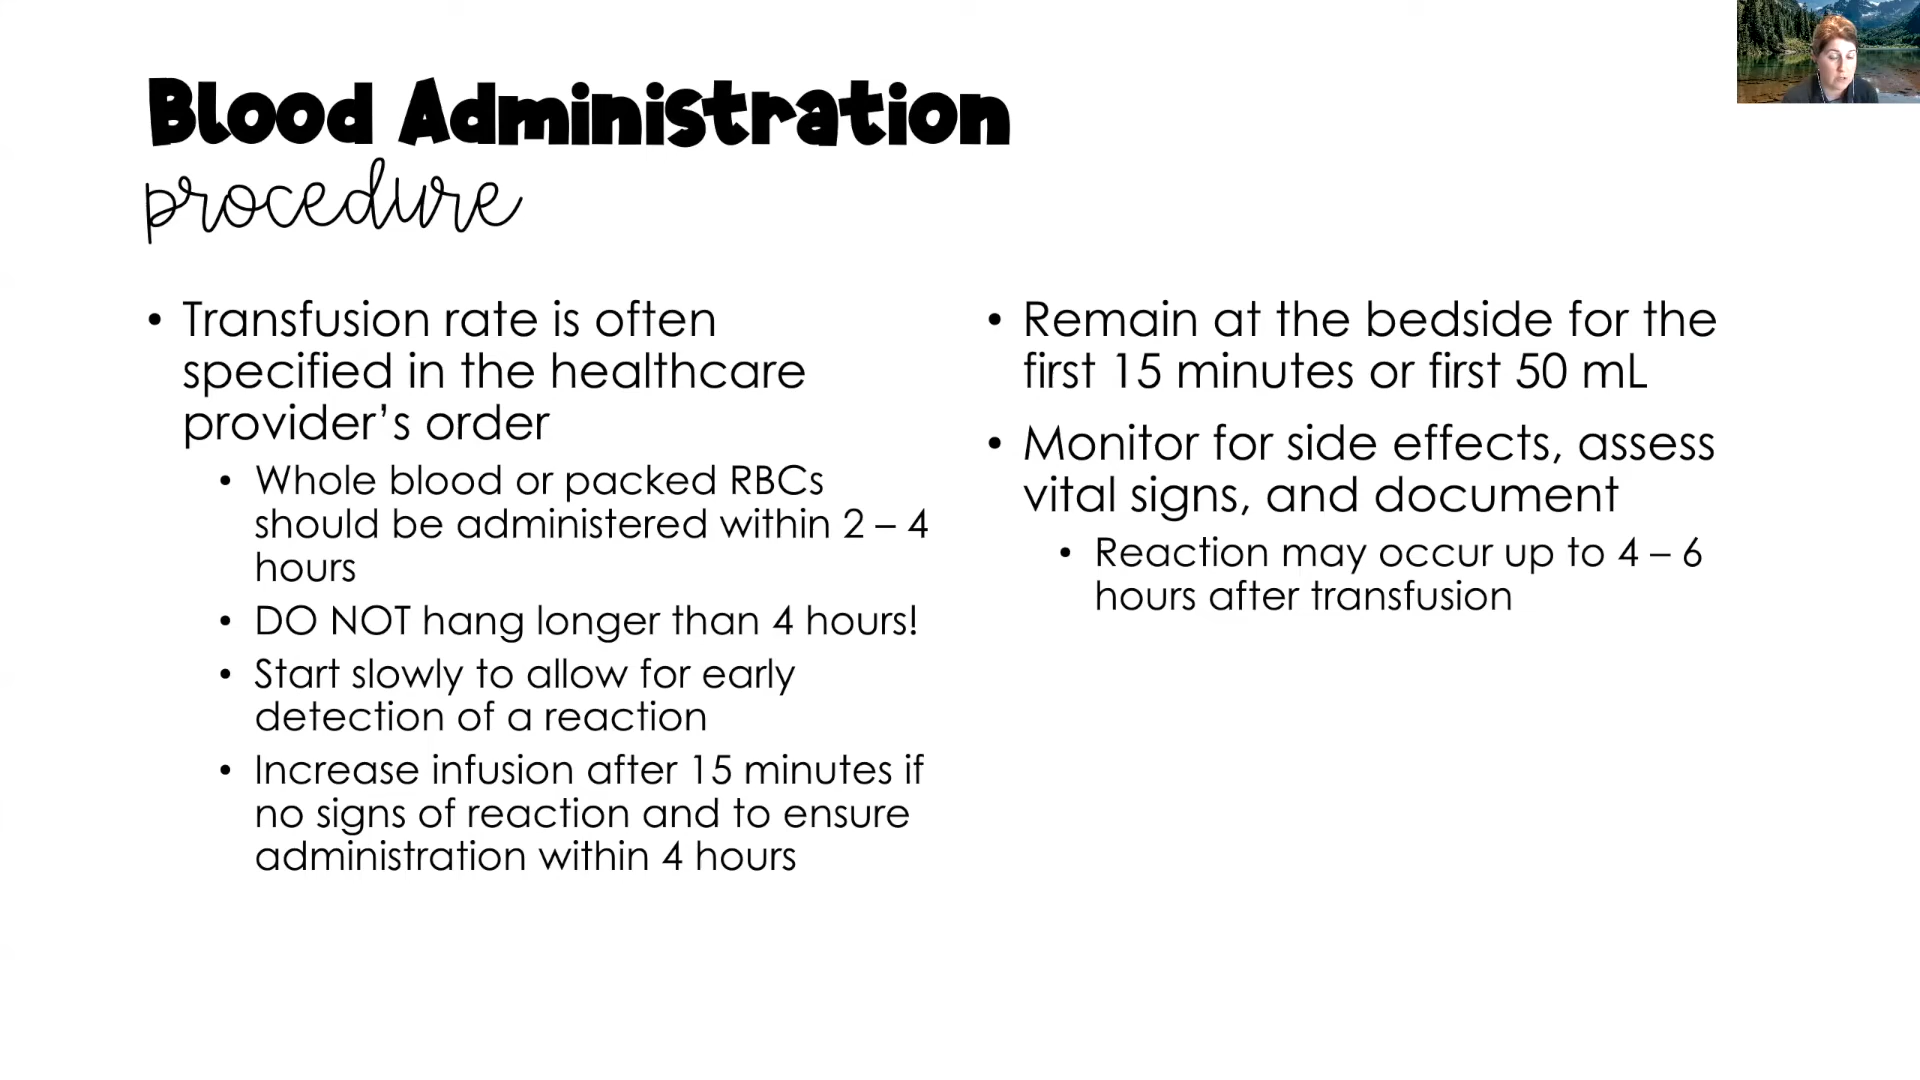 Blood Administration
procedure
• Transfusion rate is often
specified in the healthcare
provider’s order
• Whole blood or packed RBCs
should be administered within 2 – 4
hours
• DO NOT hang longer than 4 hours!
• Start slowly to allow for early
detection of a reaction
• Increase infusion after 15 minutes if
no signs of reaction and to ensure
administration within 4 hours
• Remain at the bedside for the
first 15 minutes or first 50 mL
• Monitor for side effects, assess
vital signs, and document
• Reaction may occur up to 4 – 6
hours after transfusion